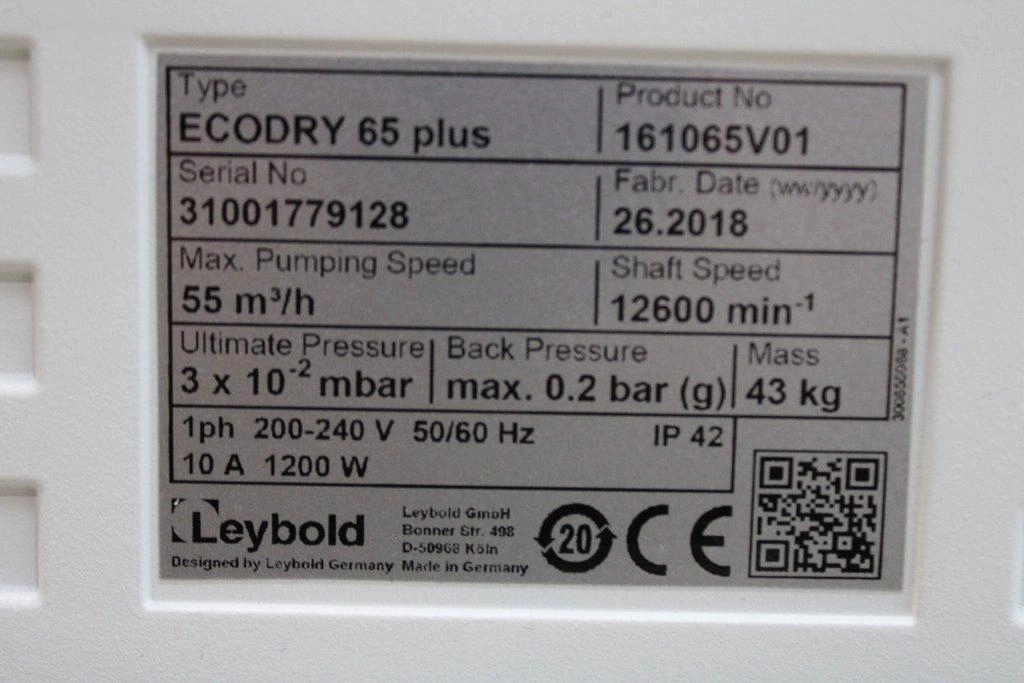 Type
Product No
ECODRY 65 plus
161065V01
Serial No
Fabr. Date (ww/yyyy)
31001779128
26.2018
Max. Pumping Speed
Shaft Speed
55 m³/h
12600 min⁻¹
Ultimate Pressure
Back Pressure
Mass
3 x 10⁻² mbar
max. 0.2 bar (g)
43 kg
1ph 200-240 V 50/60 Hz
IP 42
10 A 1200 W
Leybold
Designed by Leybold Germany
Leybold GmbH
Bonner Str. 498
D-50968 Köln
Made in Germany
20
CE